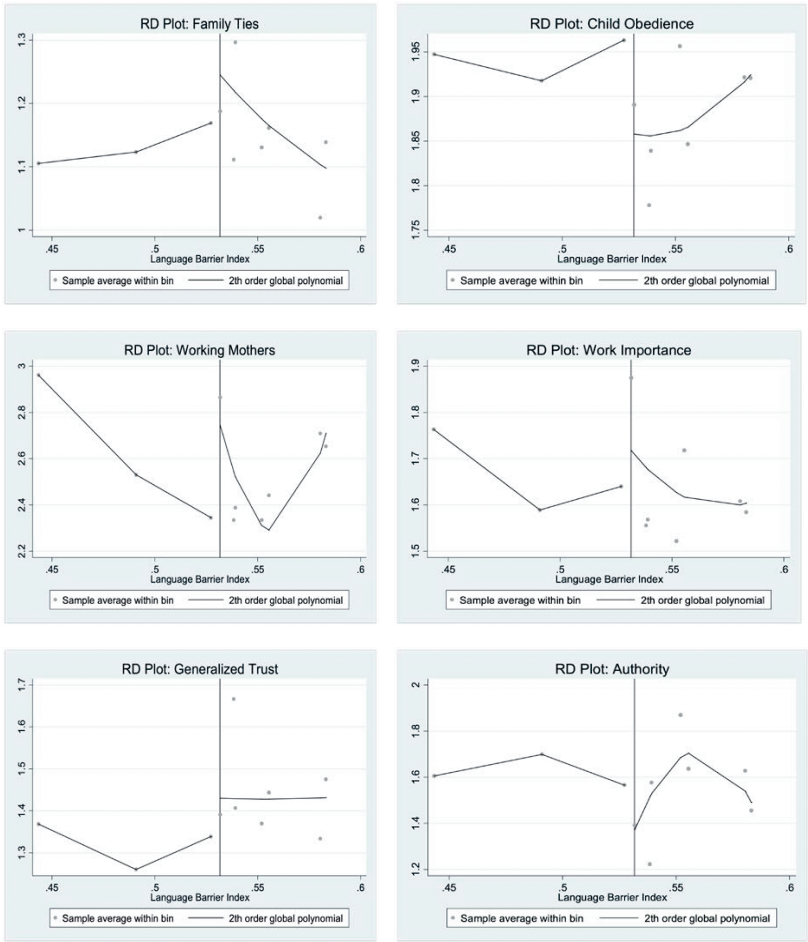 RD Plot: Family Ties
1.3
1.2
1.1
1
.45 .5 .55 .6
Language Barrier Index
Sample average within bin 2th order global polynomial
RD Plot: Child Obedience
1.95
1.9
1.85
1.8
1.75
.45 .5 .55 .6
Language Barrier Index
Sample average within bin 2th order global polynomial
RD Plot: Working Mothers
3
2.8
2.6
2.4
2.2
.45 .5 .55 .6
Language Barrier Index
Sample average within bin 2th order global polynomial
RD Plot: Work Importance
1.9
1.8
1.7
1.6
1.5
.45 .5 .55 .6
Language Barrier Index
Sample average within bin 2th order global polynomial
RD Plot: Generalized Trust
1.7
1.6
1.5
1.4
1.3
.45 .5 .55 .6
Language Barrier Index
Sample average within bin 2th order global polynomial
RD Plot: Authority
2
1.8
1.6
1.4
1.2
.45 .5 .55 .6
Language Barrier Index
Sample average within bin 2th order global polynomial